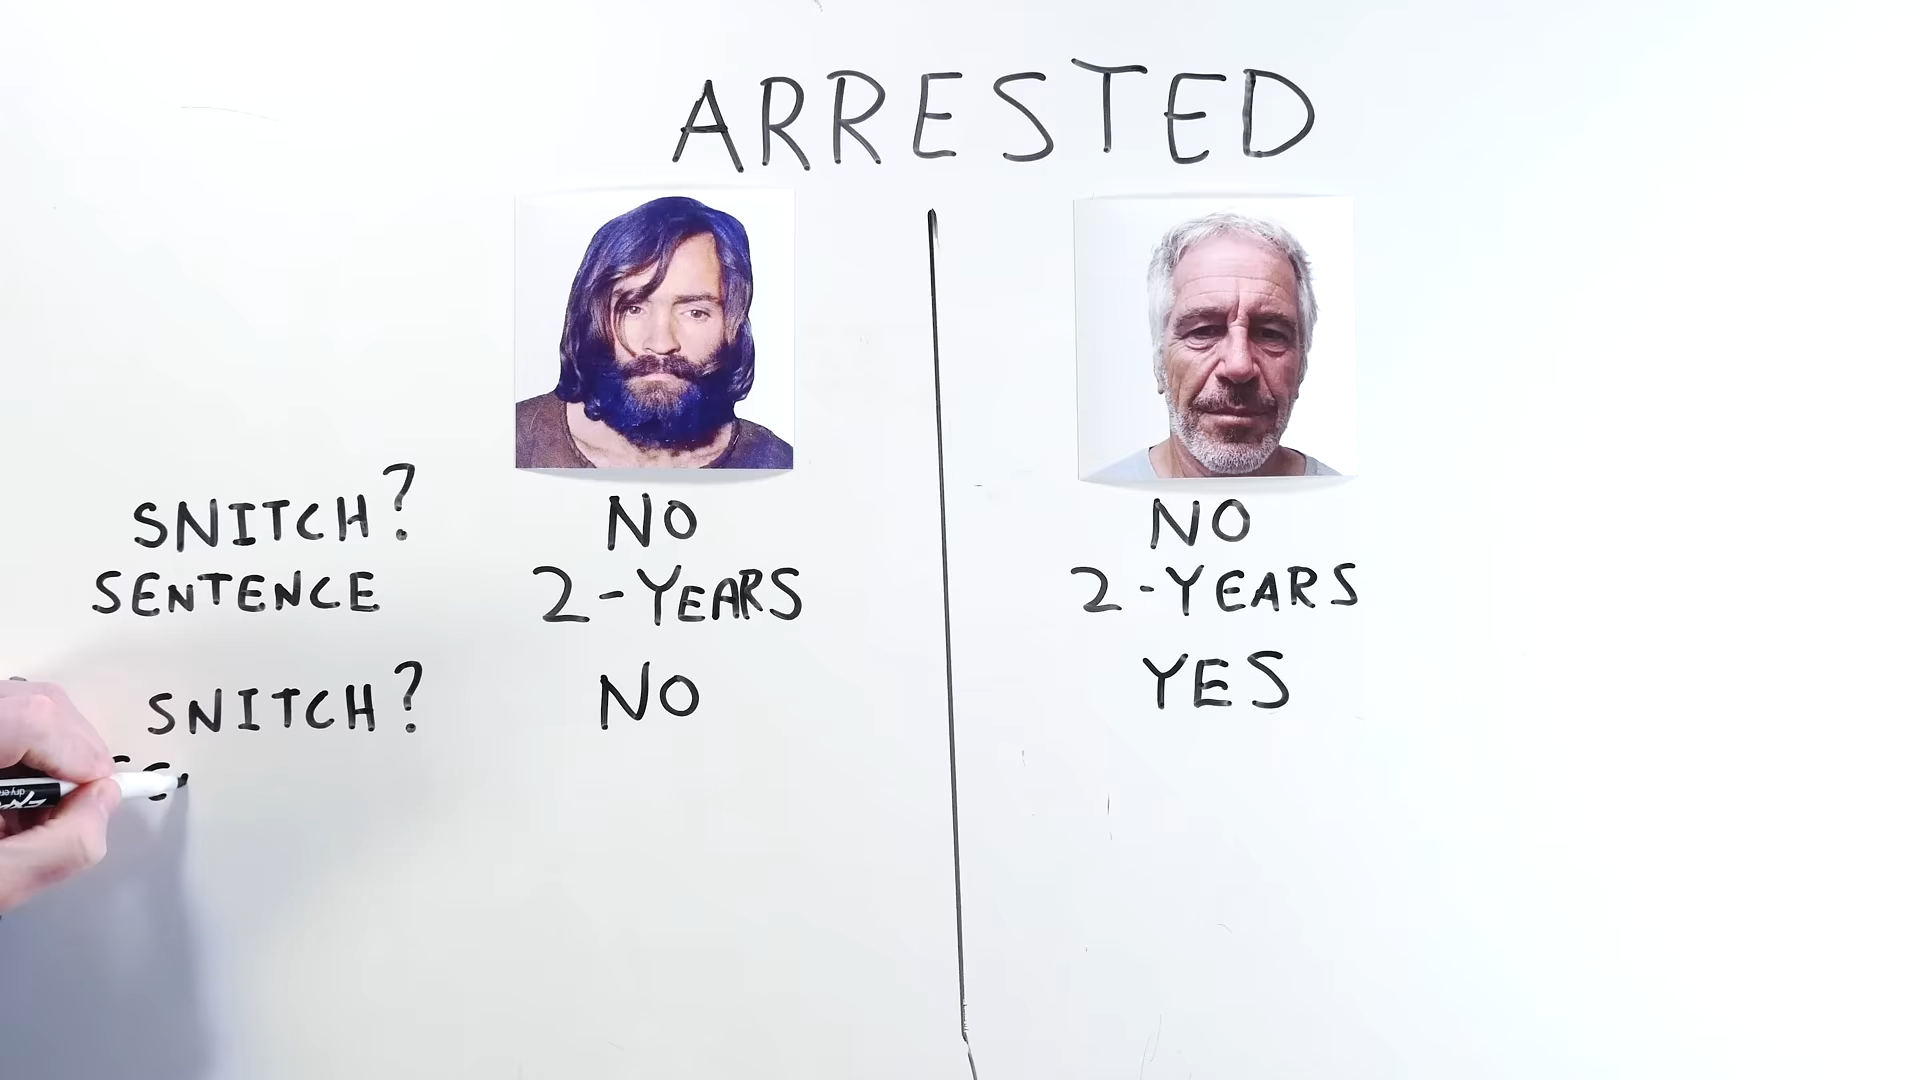 ARRESTED
SNITCH? NO NO
SENTENCE 2-YEARS 2-YEARS
SNITCH? NO YES